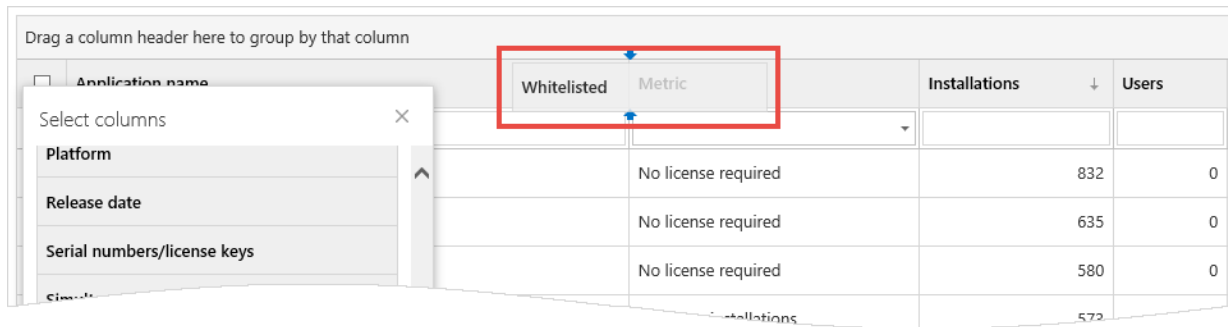 Drag a column header here to group by that column
Application name
Whitelisted
Metric
Installations ↓
Users
Select columns ×
Platform
Release date
Serial numbers/license keys
No license required 832 0
No license required 635 0
No license required 580 0
installations 573